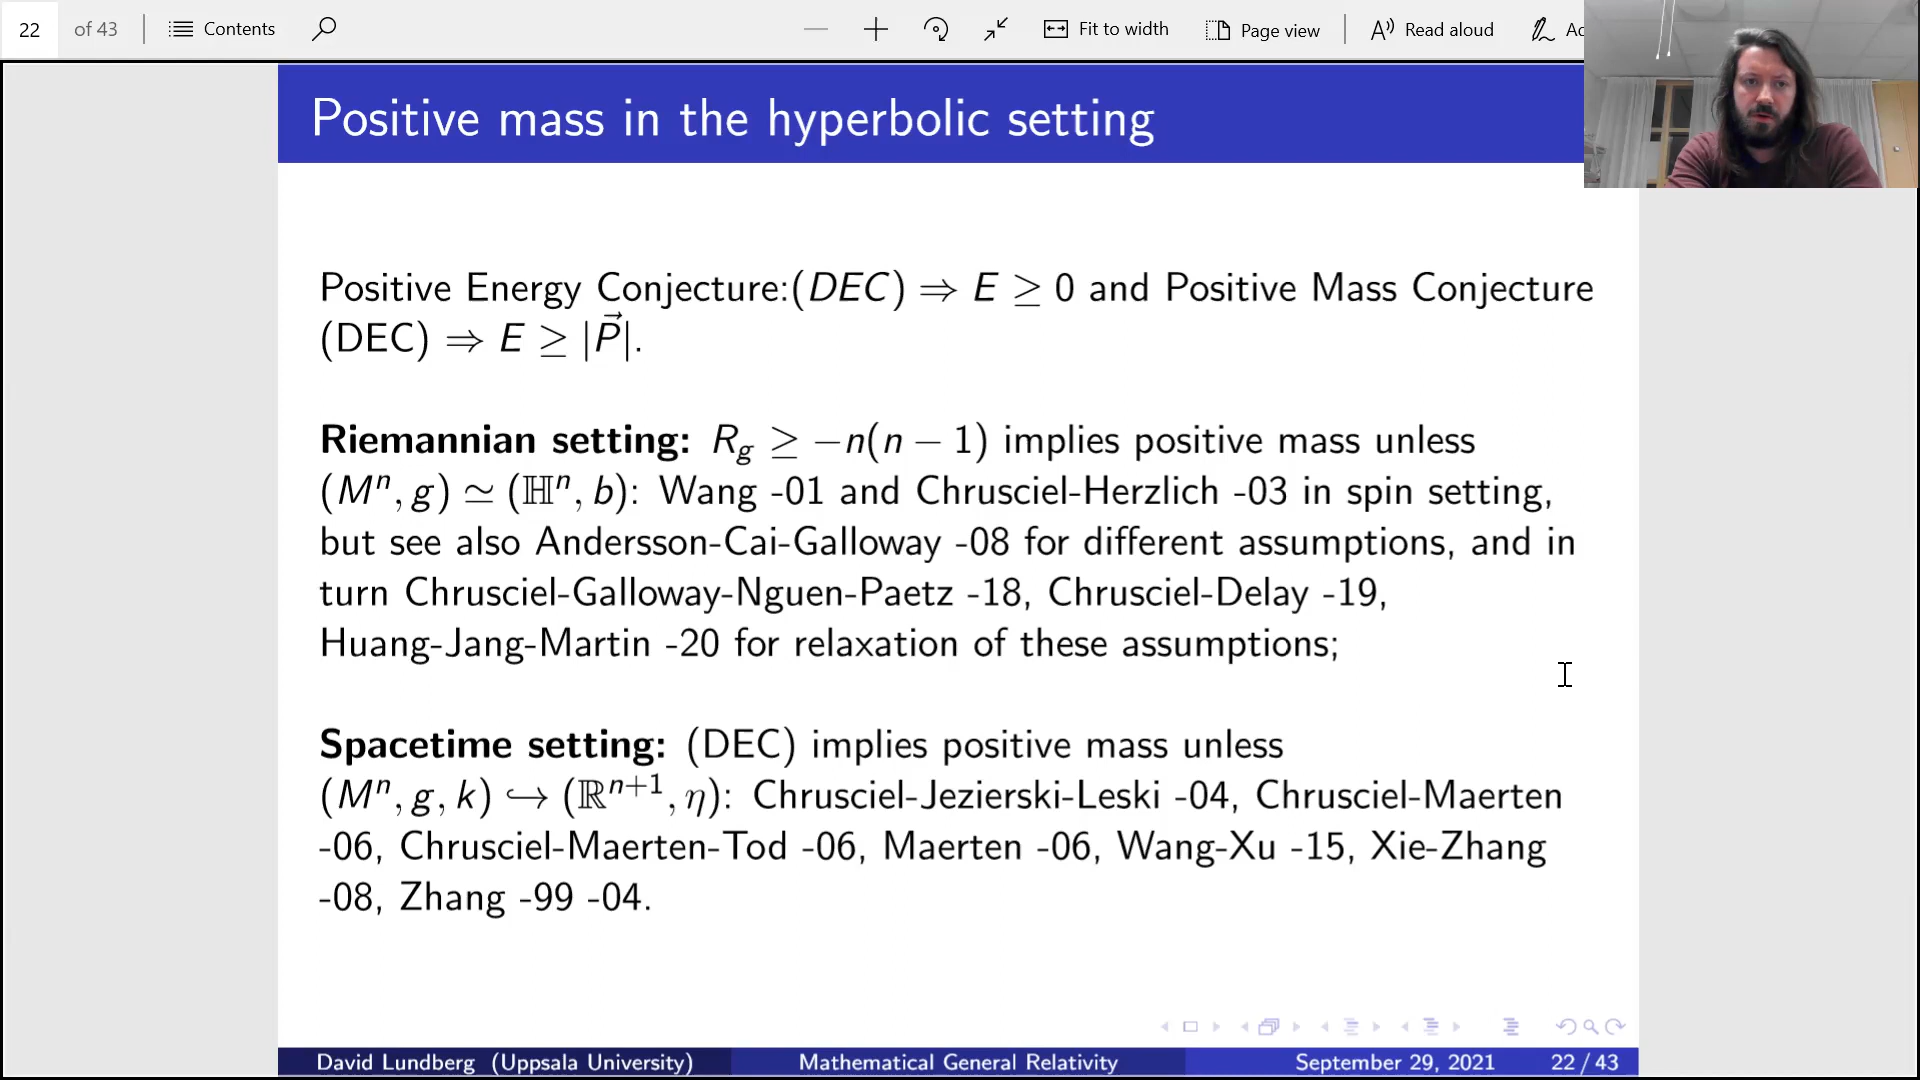 22 of 43 Contents Fit to width Page view Read aloud
Positive mass in the hyperbolic setting
Positive Energy Conjecture:(DEC) ⇒ E ≥ 0 and Positive Mass Conjecture
(DEC) ⇒ E ≥ |P⃗|.
Riemannian setting: R_g ≥ −n(n − 1) implies positive mass unless
(Mⁿ, g) ≃ (ℍⁿ, b): Wang -01 and Chrusciel-Herzlich -03 in spin setting,
but see also Andersson-Cai-Galloway -08 for different assumptions, and in
turn Chrusciel-Galloway-Nguen-Paetz -18, Chrusciel-Delay -19,
Huang-Jang-Martin -20 for relaxation of these assumptions;
Spacetime setting: (DEC) implies positive mass unless
(Mⁿ, g, k) ↪ (ℝⁿ⁺¹, η): Chrusciel-Jezierski-Leski -04, Chrusciel-Maerten
-06, Chrusciel-Maerten-Tod -06, Maerten -06, Wang-Xu -15, Xie-Zhang
-08, Zhang -99 -04.
David Lundberg (Uppsala University) Mathematical General Relativity September 29, 2021 22 / 43